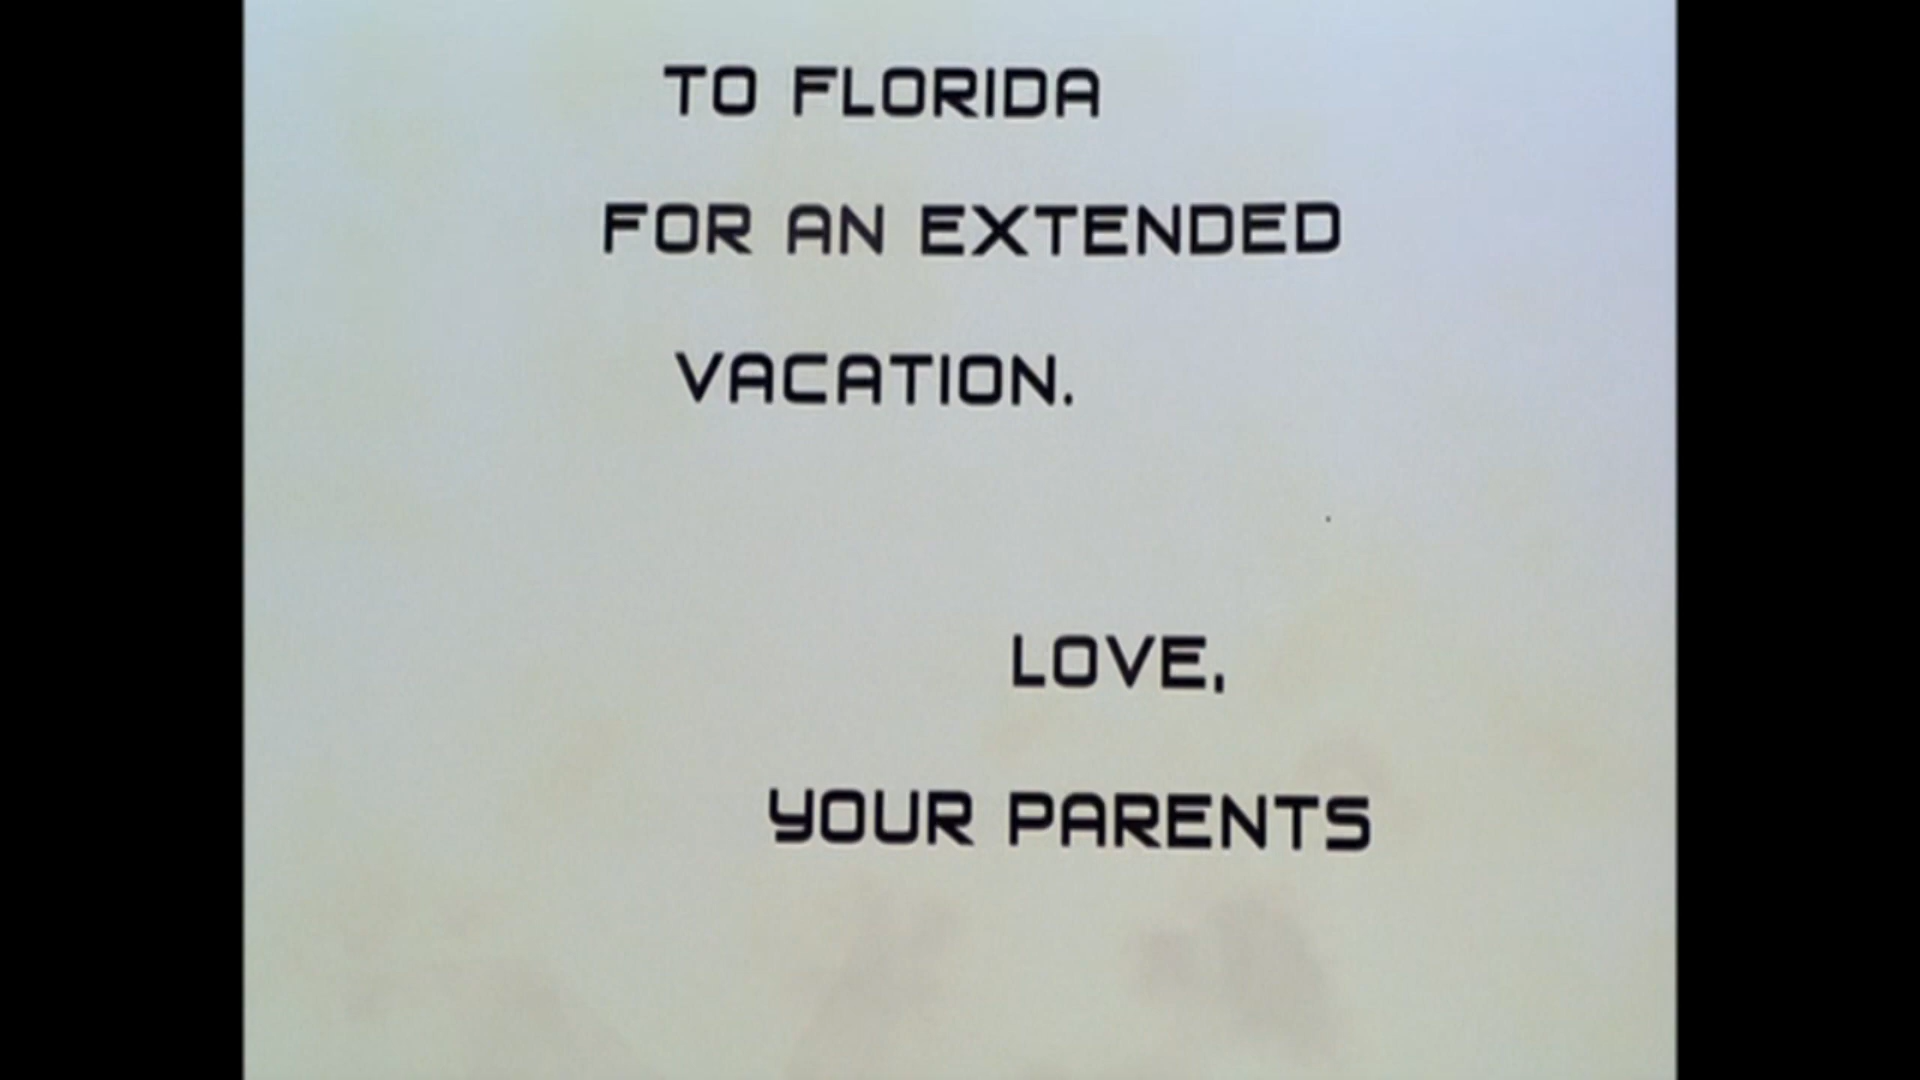 TO FLORIDA
FOR AN EXTENDED
VACATION.
LOVE,
YOUR PARENTS